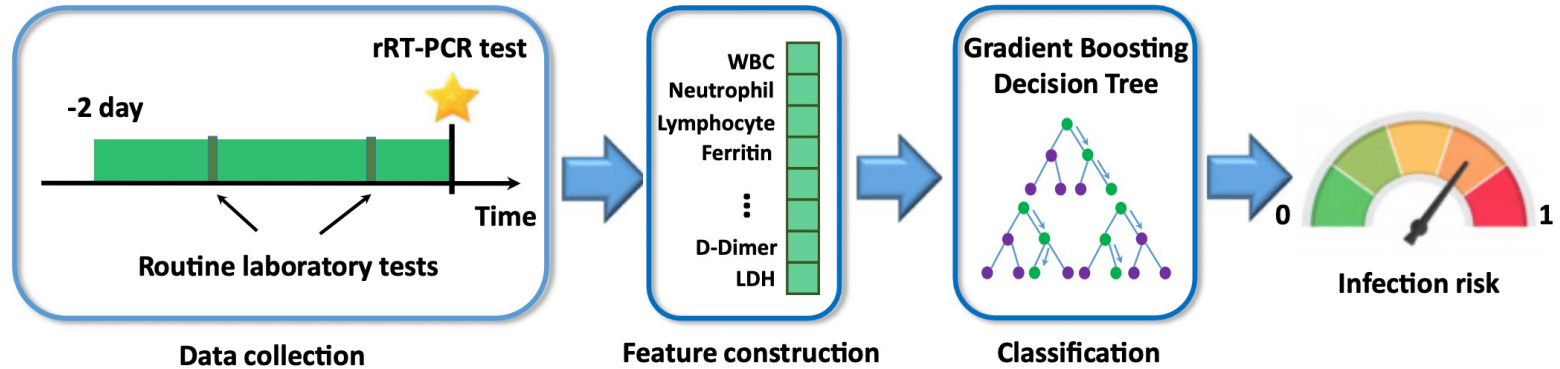 rRT-PCR test
-2 day
Time
Routine laboratory tests
Data collection
WBC
Neutrophil
Lymphocyte
Ferritin
⋮
D-Dimer
LDH
Feature construction
Gradient Boosting
Decision Tree
Classification
0
1
Infection risk